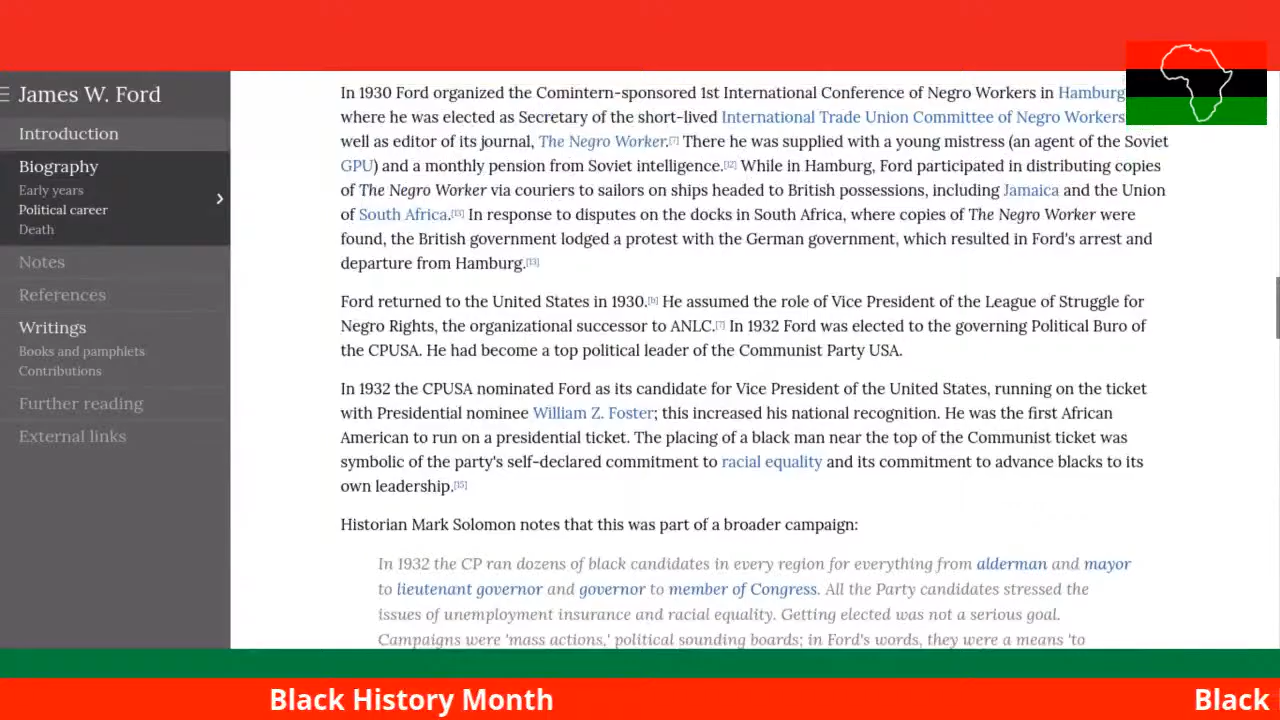 James W. Ford
Introduction
Biography
Early years
Political career
Death
Notes
References
Writings
Books and pamphlets
Contributions
Further reading
External links
In 1930 Ford organized the Comintern-sponsored 1st International Conference of Negro Workers in Hamburg
where he was elected as Secretary of the short-lived International Trade Union Committee of Negro Workers
well as editor of its journal, The Negro Worker.[7] There he was supplied with a young mistress (an agent of the Soviet
GPU) and a monthly pension from Soviet intelligence.[12] While in Hamburg, Ford participated in distributing copies
of The Negro Worker via couriers to sailors on ships headed to British possessions, including Jamaica and the Union
of South Africa.[13] In response to disputes on the docks in South Africa, where copies of The Negro Worker were
found, the British government lodged a protest with the German government, which resulted in Ford's arrest and
departure from Hamburg.[13]
Ford returned to the United States in 1930.[b] He assumed the role of Vice President of the League of Struggle for
Negro Rights, the organizational successor to ANLC.[7] In 1932 Ford was elected to the governing Political Buro of
the CPUSA. He had become a top political leader of the Communist Party USA.
In 1932 the CPUSA nominated Ford as its candidate for Vice President of the United States, running on the ticket
with Presidential nominee William Z. Foster; this increased his national recognition. He was the first African
American to run on a presidential ticket. The placing of a black man near the top of the Communist ticket was
symbolic of the party's self-declared commitment to racial equality and its commitment to advance blacks to its
own leadership.[15]
Historian Mark Solomon notes that this was part of a broader campaign:
In 1932 the CP ran dozens of black candidates in every region for everything from alderman and mayor
to lieutenant governor and governor to member of Congress. All the Party candidates stressed the
issues of unemployment insurance and racial equality. Getting elected was not a serious goal.
Campaigns were 'mass actions,' political sounding boards; in Ford's words, they were a means 'to
Black History Month
Black